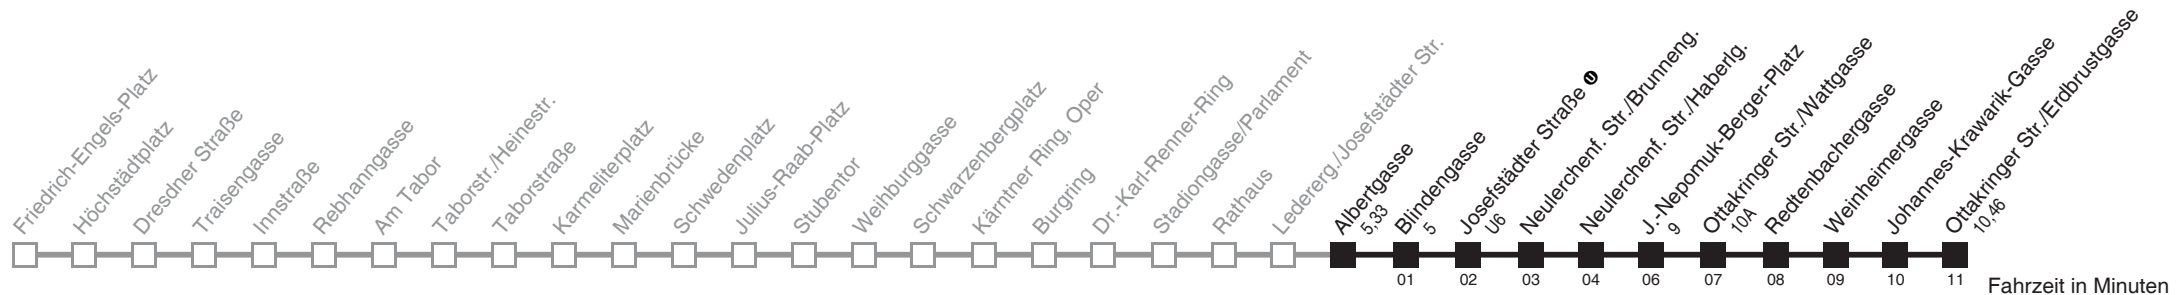 Friedrich-Engels-Platz
Höchstädtplatz
Dresdner Straße
Traisengasse
Innstraße
Rebhanngasse
Am Tabor
Taborstr./Heinestr.
Taborstraße
Karmeliterplatz
Marienbrücke
Schwedenplatz
Julius-Raab-Platz
Stubentor
Weihburggasse
Schwarzenbergplatz
Kärntner Ring, Oper
Burgring
Dr.-Karl-Renner-Ring
Stadiongasse/Parlament
Rathaus
Ledererg./Josefstädter Str.
Albertgasse
5,33
Blindengasse
5
Josefstädter Straße U
U6
Neulerchenf. Str./Brunneng.
Neulerchenf. Str./Haberlg.
J.-Nepomuk-Berger-Platz
9
Ottakringer Str./Wattgasse
10A
Redtenbachergasse
Weinheimergasse
Johannes-Krawarik-Gasse
Ottakringer Str./Erdbrustgasse
10,46
01 02 03 04 06 07 08 09 10 11
Fahrzeit in Minuten